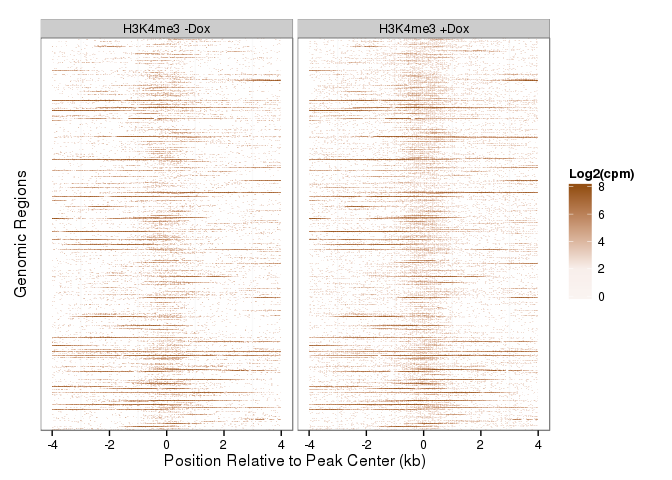 H3K4me3 -Dox
H3K4me3 +Dox
Genomic Regions
Log2(cpm)
8
6
4
2
0
-4 -2 0 2 4
-4 -2 0 2 4
Position Relative to Peak Center (kb)